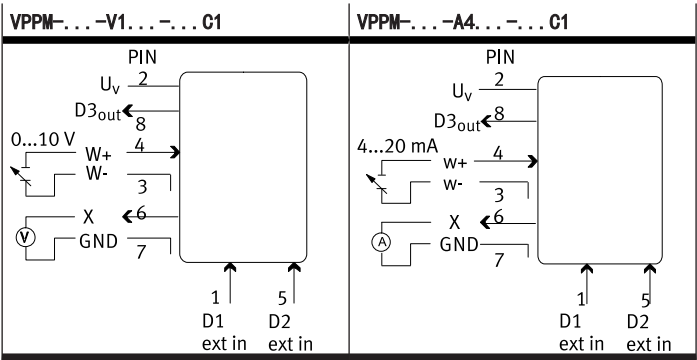 VPPM-...-V1...-...C1
PIN
Uv 2
D3out 8
0...10 V
W+ 4
W- 3
X 6
V
GND 7
1 5
D1 D2
ext in ext in
VPPM-...-A4...-...C1
PIN
Uv 2
D3out 8
4...20 mA
W+ 4
W- 3
X 6
A
GND 7
1 5
D1 D2
ext in ext in